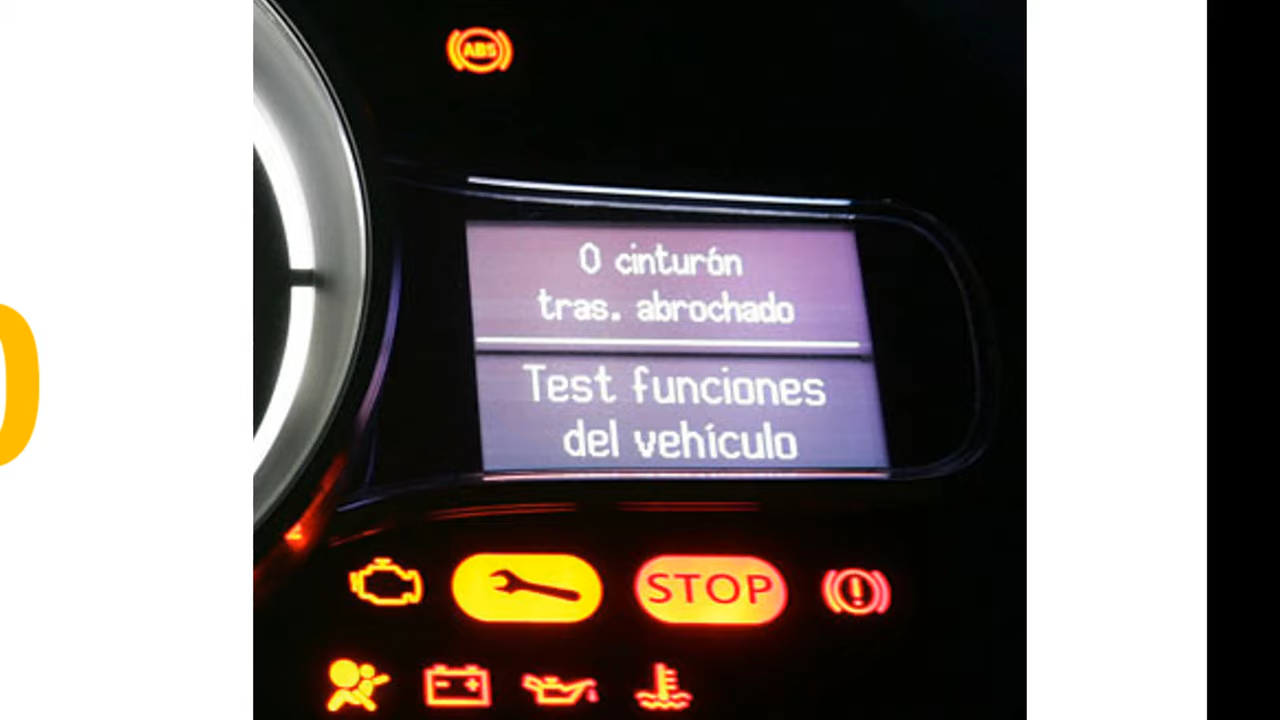 ABS
0 cinturón
tras. abrochado
Test funciones
del vehículo
STOP